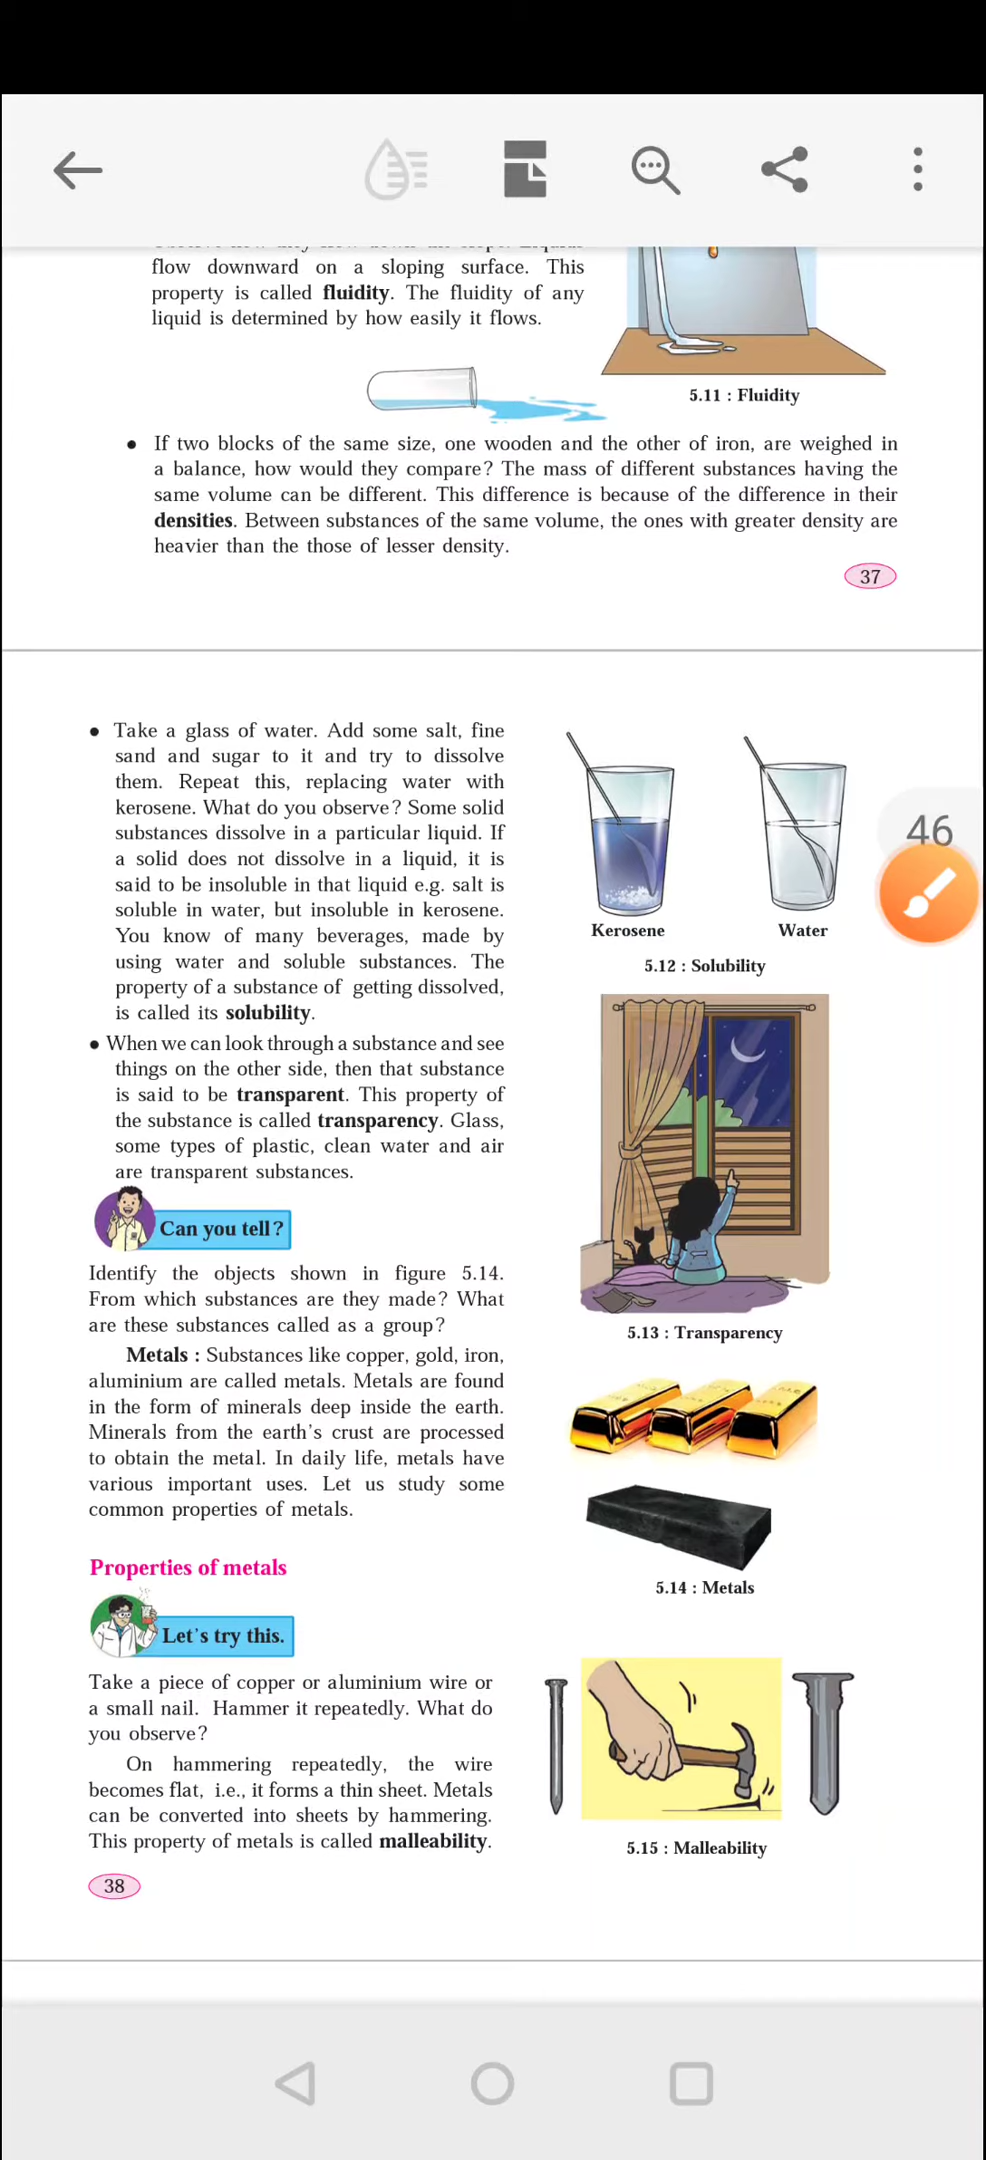 flow downward on a sloping surface. This
property is called fluidity. The fluidity of any
liquid is determined by how easily it flows.
5.11 : Fluidity
● If two blocks of the same size, one wooden and the other of iron, are weighed in
a balance, how would they compare? The mass of different substances having the
same volume can be different. This difference is because of the difference in their
densities. Between substances of the same volume, the ones with greater density are
heavier than the those of lesser density.
37
● Take a glass of water. Add some salt, fine
sand and sugar to it and try to dissolve
them. Repeat this, replacing water with
kerosene. What do you observe? Some solid
substances dissolve in a particular liquid. If
a solid does not dissolve in a liquid, it is
said to be insoluble in that liquid e.g. salt is
soluble in water, but insoluble in kerosene.
You know of many beverages, made by
using water and soluble substances. The
property of a substance of getting dissolved,
is called its solubility.
Kerosene
Water
5.12 : Solubility
46
● When we can look through a substance and see
things on the other side, then that substance
is said to be transparent. This property of
the substance is called transparency. Glass,
some types of plastic, clean water and air
are transparent substances.
5.13 : Transparency
Can you tell?
Identify the objects shown in figure 5.14.
From which substances are they made? What
are these substances called as a group?
Metals : Substances like copper, gold, iron,
aluminium are called metals. Metals are found
in the form of minerals deep inside the earth.
Minerals from the earth's crust are processed
to obtain the metal. In daily life, metals have
various important uses. Let us study some
common properties of metals.
5.14 : Metals
Properties of metals
Let's try this.
Take a piece of copper or aluminium wire or
a small nail. Hammer it repeatedly. What do
you observe?
On hammering repeatedly, the wire
becomes flat, i.e., it forms a thin sheet. Metals
can be converted into sheets by hammering.
This property of metals is called malleability.
5.15 : Malleability
38